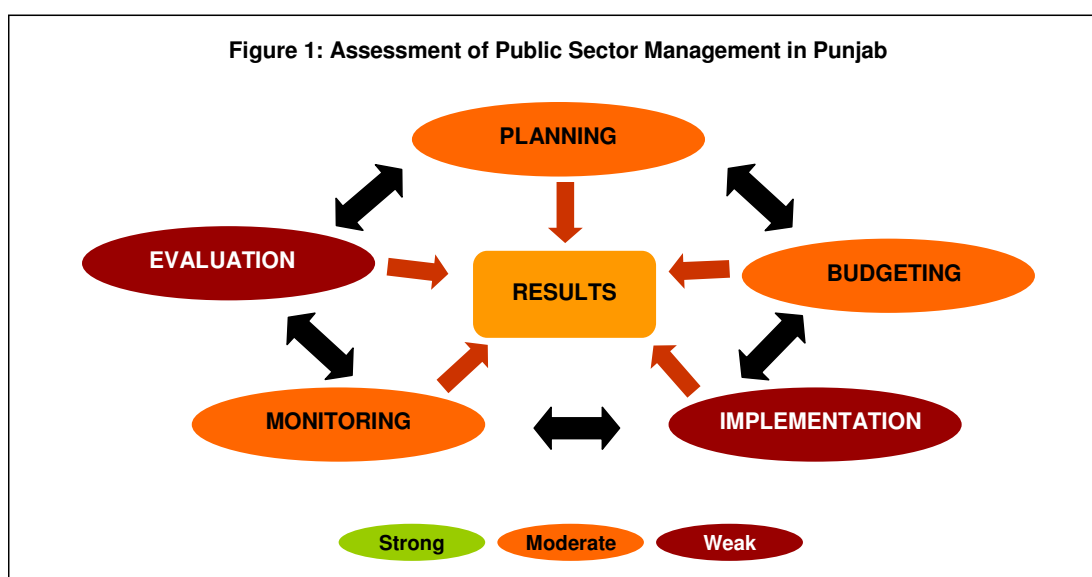 Figure 1: Assessment of Public Sector Management in Punjab
PLANNING
EVALUATION
RESULTS
BUDGETING
MONITORING
IMPLEMENTATION
Strong
Moderate
Weak